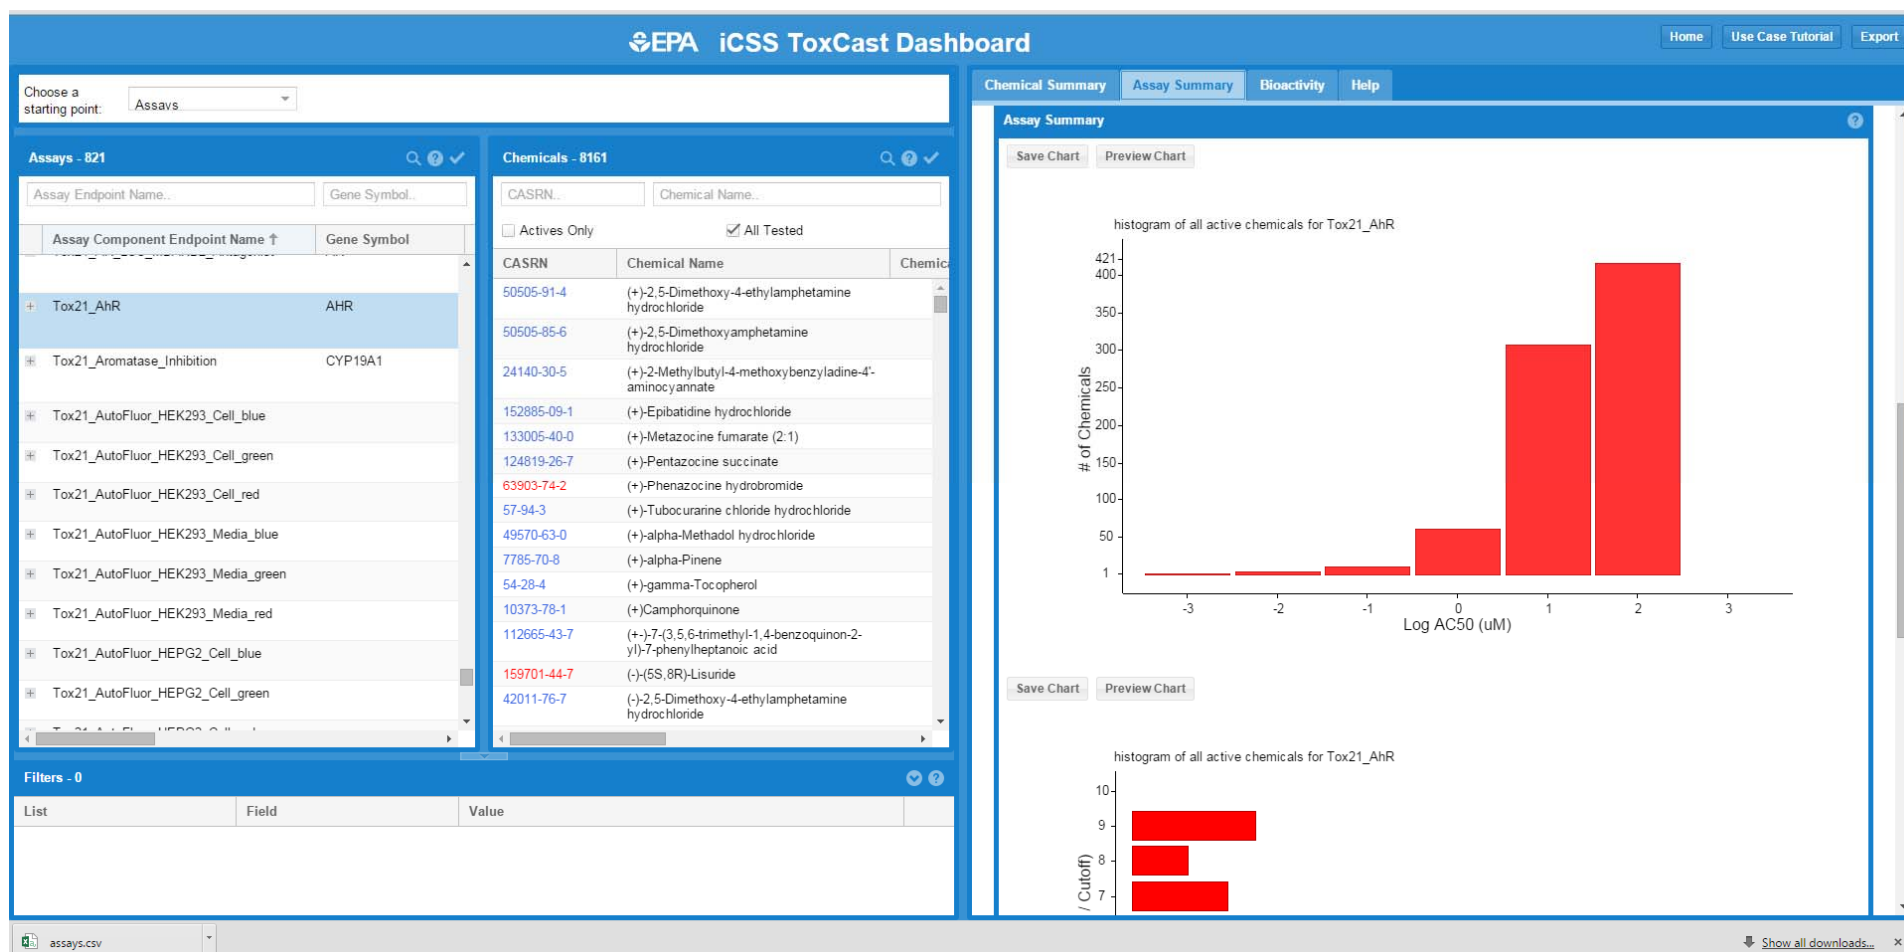 EPA iCSS ToxCast Dashboard
Home Use Case Tutorial Export
Choose a
starting point: Assays
Chemical Summary Assay Summary Bioactivity Help
Assay Summary
Save Chart Preview Chart
Assays - 821
Assay Endpoint Name.. Gene Symbol..
Assay Component Endpoint Name ↑ Gene Symbol
Tox21_AhR AHR
Tox21_Aromatase_Inhibition CYP19A1
Tox21_AutoFluor_HEK293_Cell_blue
Tox21_AutoFluor_HEK293_Cell_green
Tox21_AutoFluor_HEK293_Cell_red
Tox21_AutoFluor_HEK293_Media_blue
Tox21_AutoFluor_HEK293_Media_green
Tox21_AutoFluor_HEK293_Media_red
Tox21_AutoFluor_HEPG2_Cell_blue
Tox21_AutoFluor_HEPG2_Cell_green
Chemicals - 8161
CASRN.. Chemical Name..
Actives Only All Tested
CASRN Chemical Name Chemica
50505-91-4 (+)-2,5-Dimethoxy-4-ethylamphetamine
hydrochloride
50505-85-6 (+)-2,5-Dimethoxyamphetamine
hydrochloride
24140-30-5 (+)-2-Methylbutyl-4-methoxybenzyladine-4'-
aminocyannate
152885-09-1 (+)-Epibatidine hydrochloride
133005-40-0 (+)-Metazocine fumarate (2:1)
124819-26-7 (+)-Pentazocine succinate
63903-74-2 (+)-Phenazocine hydrobromide
57-94-3 (+)-Tubocurarine chloride hydrochloride
49570-63-0 (+)-alpha-Methadol hydrochloride
7785-70-8 (+)-alpha-Pinene
54-28-4 (+)-gamma-Tocopherol
10373-78-1 (+)Camphorquinone
112665-43-7 (+-)-7-(3,5,6-trimethyl-1,4-benzoquinon-2-
yl)-7-phenylheptanoic acid
159701-44-7 (-)-(5S,8R)-Lisuride
42011-76-7 (-)-2,5-Dimethoxy-4-ethylamphetamine
hydrochloride
histogram of all active chemicals for Tox21_AhR
421
400
350
300
250
200
150
100
50
1
# of Chemicals
-3 -2 -1 0 1 2 3
Log AC50 (uM)
Save Chart Preview Chart
histogram of all active chemicals for Tox21_AhR
10
9
8
7
/ Cutoff)
Filters - 0
List Field Value
assays.csv
Show all downloads...